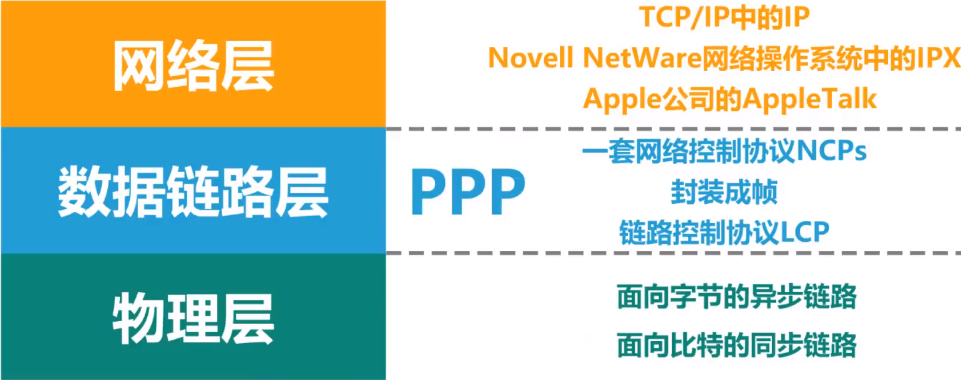 网络层
TCP/IP中的IP
Novell NetWare网络操作系统中的IPX
Apple公司的AppleTalk
数据链路层
PPP
一套网络控制协议NCPs
封装成帧
链路控制协议LCP
物理层
面向字节的异步链路
面向比特的同步链路